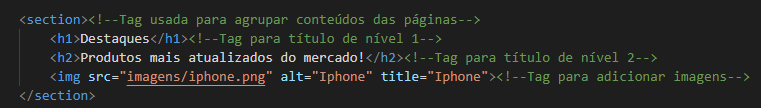 <section><!--Tag usada para agrupar conteúdos das páginas-->
<h1>Destaques</h1><!--Tag para título de nível 1-->
<h2>Produtos mais atualizados do mercado!</h2><!--Tag para título de nível 2-->
<img src="imagens/iphone.png" alt="Iphone" title="Iphone"><!--Tag para adicionar imagens-->
</section>